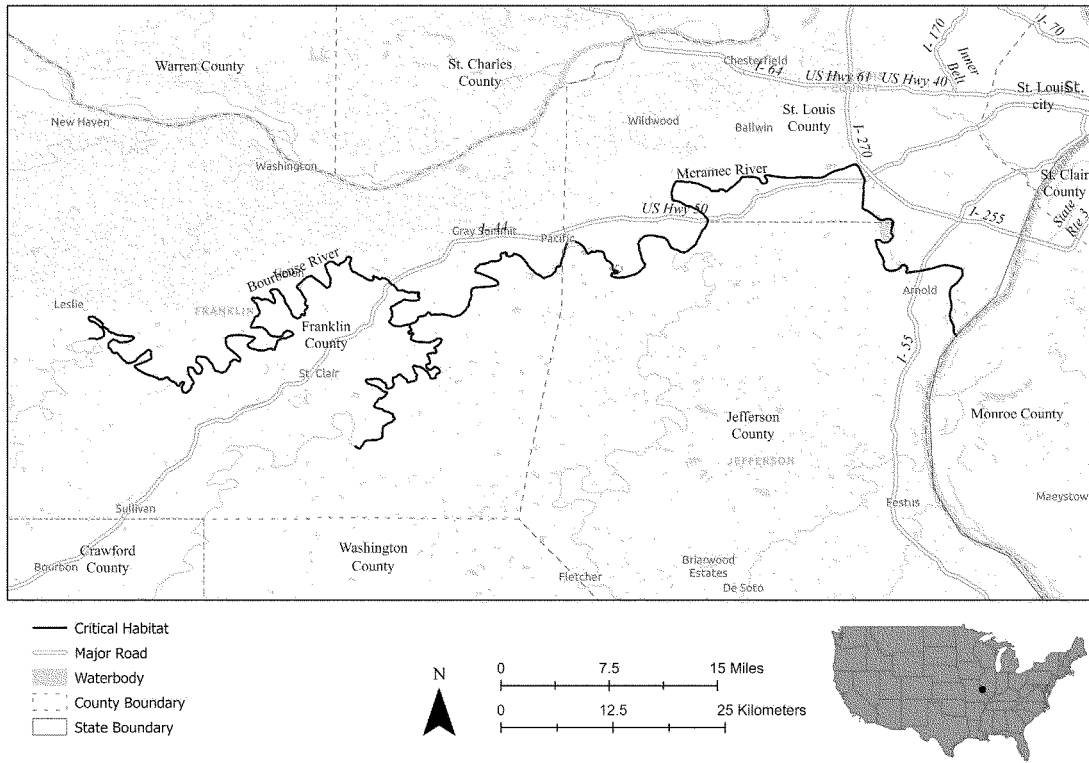 I- 170
I- 70
Warren County
St. Charles
County
Chesterfield
I- 64
Inner
Belt
US Hwy 61
US Hwy 40
COUNTY
St. Louis
city
St.
New Haven
Wildwood
Ballwin
St. Louis
County
I- 270
Washington
Meramec River
St. Clair
County
State
Rte 3
US Hwy 50
I- 255
Gray Summit
I- 44
Pacific
Bourbeuse River
Leslie
FRANKLIN
Franklin
County
Arnold
I- 55
St. Clair
Jefferson
County
Monroe County
JEFFERSON
Sullivan
Festus
Maeystow
Crawford
County
Bourbon
Washington
County
Fletcher
Briarwood
Estates
De Soto
Critical Habitat
Major Road
Waterbody
County Boundary
State Boundary
N
0 7.5 15 Miles
0 12.5 25 Kilometers